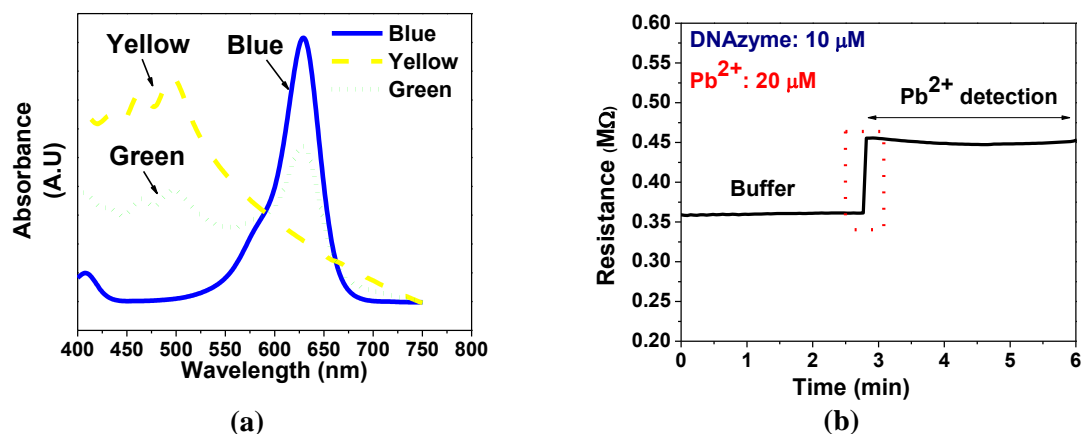 Yellow
Blue
Green
Blue
Yellow
Green
Absorbance
(A.U)
400 450 500 550 600 650 700 750 800
Wavelength (nm)
(a)
0.60
0.55
0.50
0.45
0.40
0.35
0.30
0.25
0.20
Resistance (MΩ)
DNAzyme: 10 μM
Pb2+: 20 μM
Pb2+ detection
Buffer
0 1 2 3 4 5 6
Time (min)
(b)